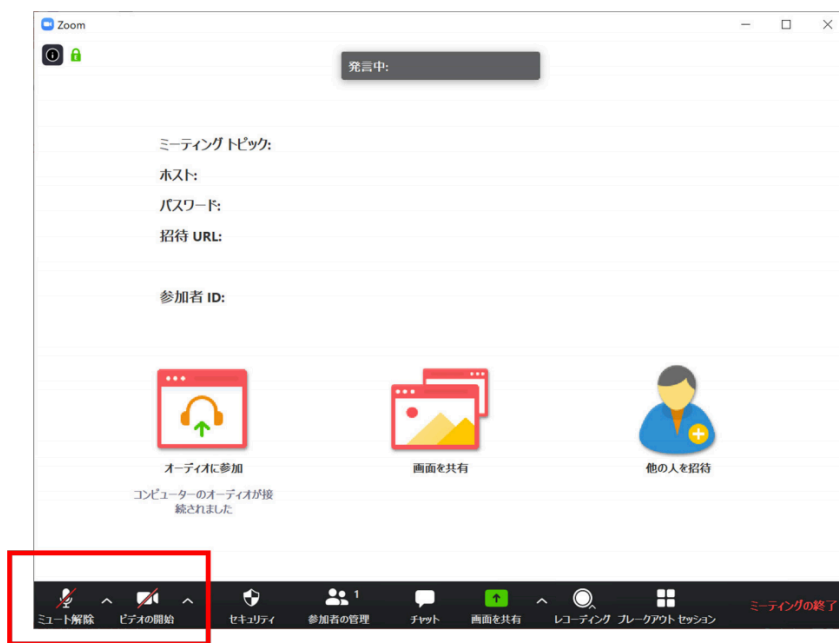 Zoom
発言中:
ミーティング トピック:
ホスト:
パスワード:
招待 URL:
参加者 ID:
オーディオに参加
画面を共有
他の人を招待
コンピューターのオーディオが接
続されました
ミュート解除
ビデオの開始
セキュリティ
1
参加者の管理
チャット
画面を共有
レコーディング
ブレークアウト セッション
ミーティングの終了